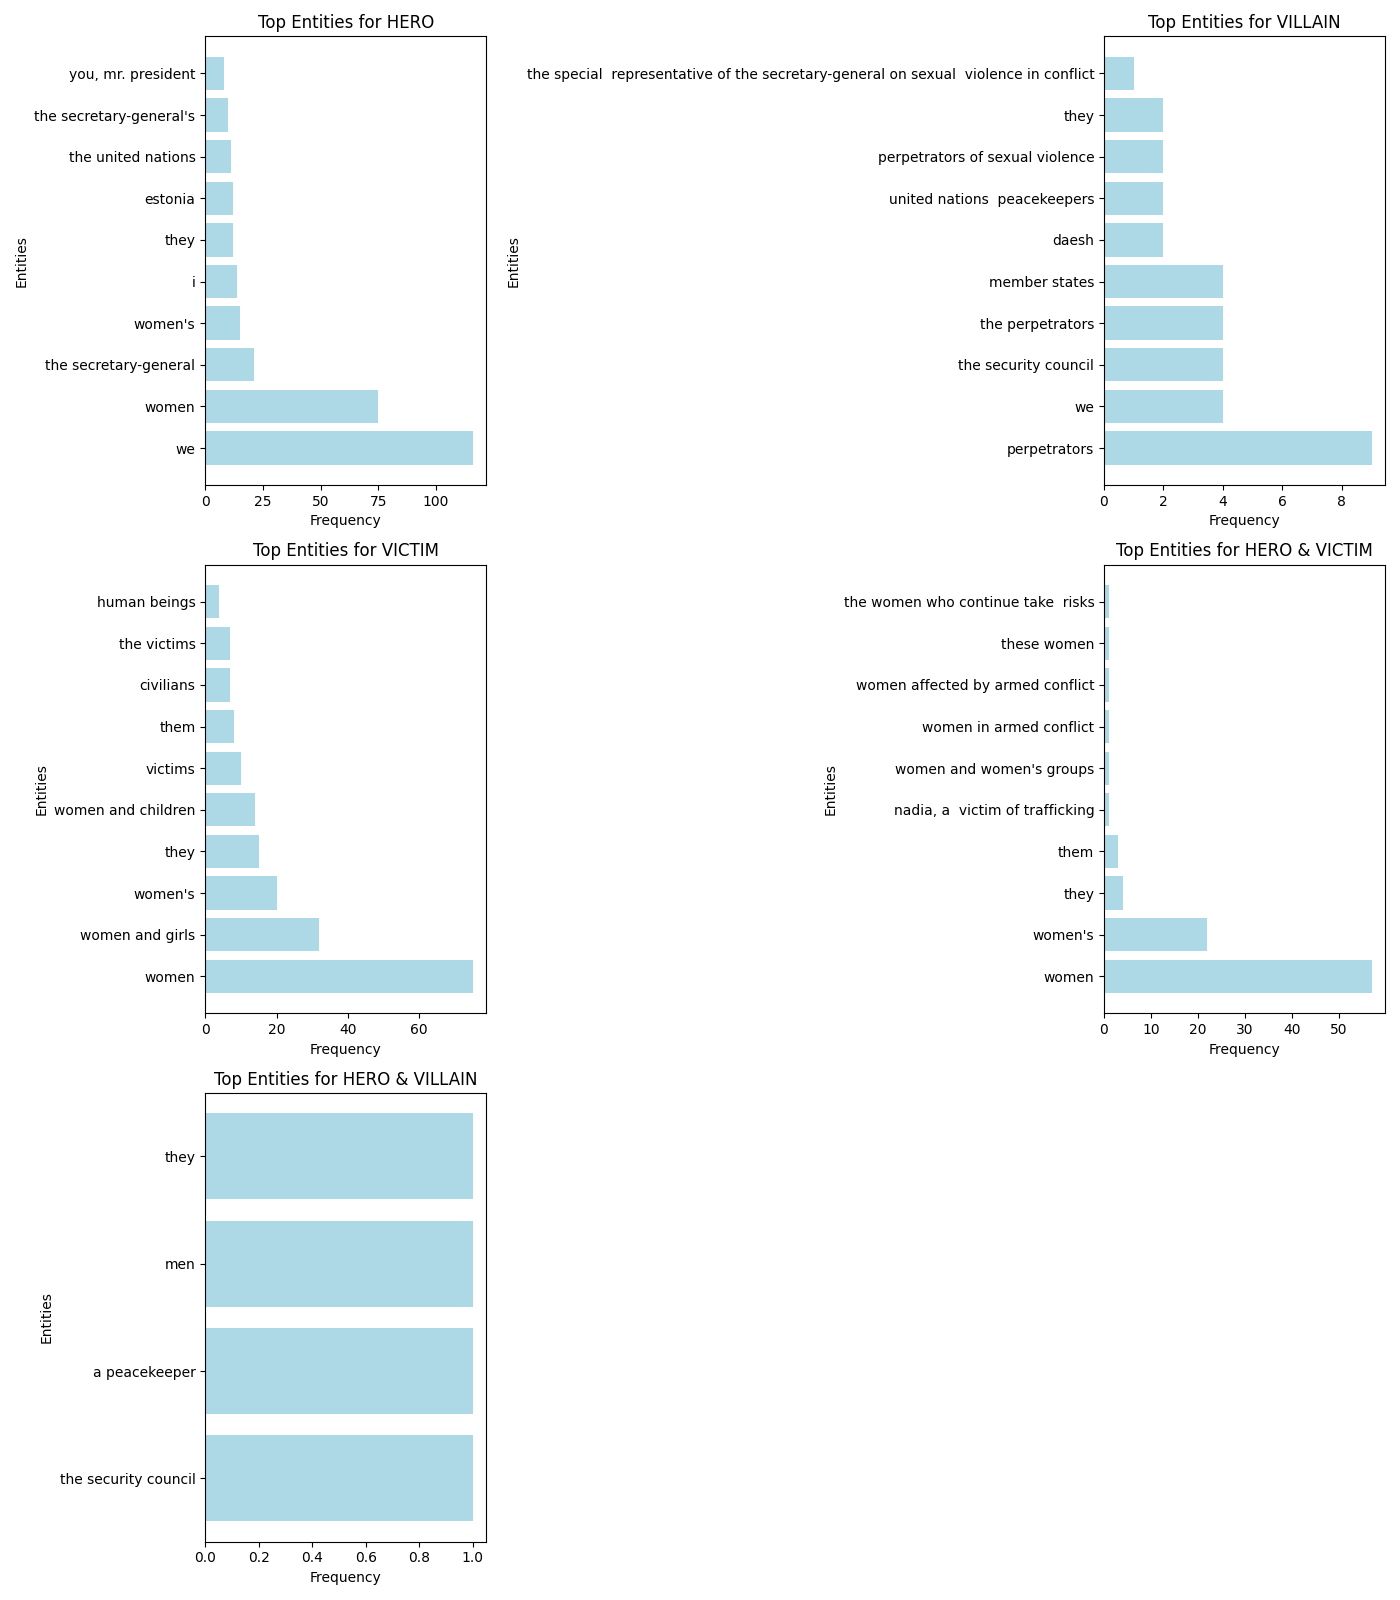 Top Entities for HERO
Entities
you, mr. president
the secretary-general's
the united nations
estonia
they
i
women's
the secretary-general
women
we
0 25 50 75 100
Frequency
Top Entities for VILLAIN
Entities
the special  representative of the secretary-general on sexual  violence in conflict
they
perpetrators of sexual violence
united nations  peacekeepers
daesh
member states
the perpetrators
the security council
we
perpetrators
0 2 4 6 8
Frequency
Top Entities for VICTIM
Entities
human beings
the victims
civilians
them
victims
women and children
they
women's
women and girls
women
0 20 40 60
Frequency
Top Entities for HERO & VICTIM
Entities
the women who continue take  risks
these women
women affected by armed conflict
women in armed conflict
women and women's groups
nadia, a  victim of trafficking
them
they
women's
women
0 10 20 30 40 50
Frequency
Top Entities for HERO & VILLAIN
Entities
they
men
a peacekeeper
the security council
0.0 0.2 0.4 0.6 0.8 1.0
Frequency